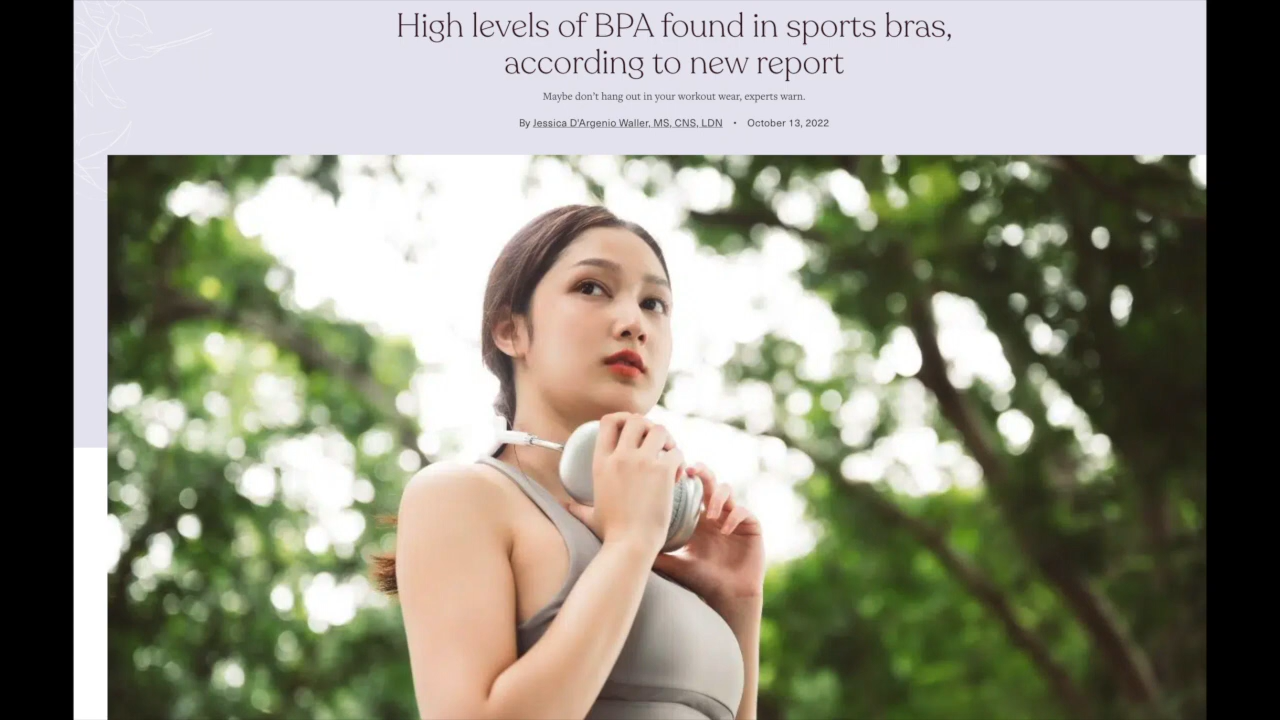 High levels of BPA found in sports bras,
according to new report
Maybe don't hang out in your workout wear, experts warn.
By Jessica D'Argenio Waller, MS, CNS, LDN • October 13, 2022